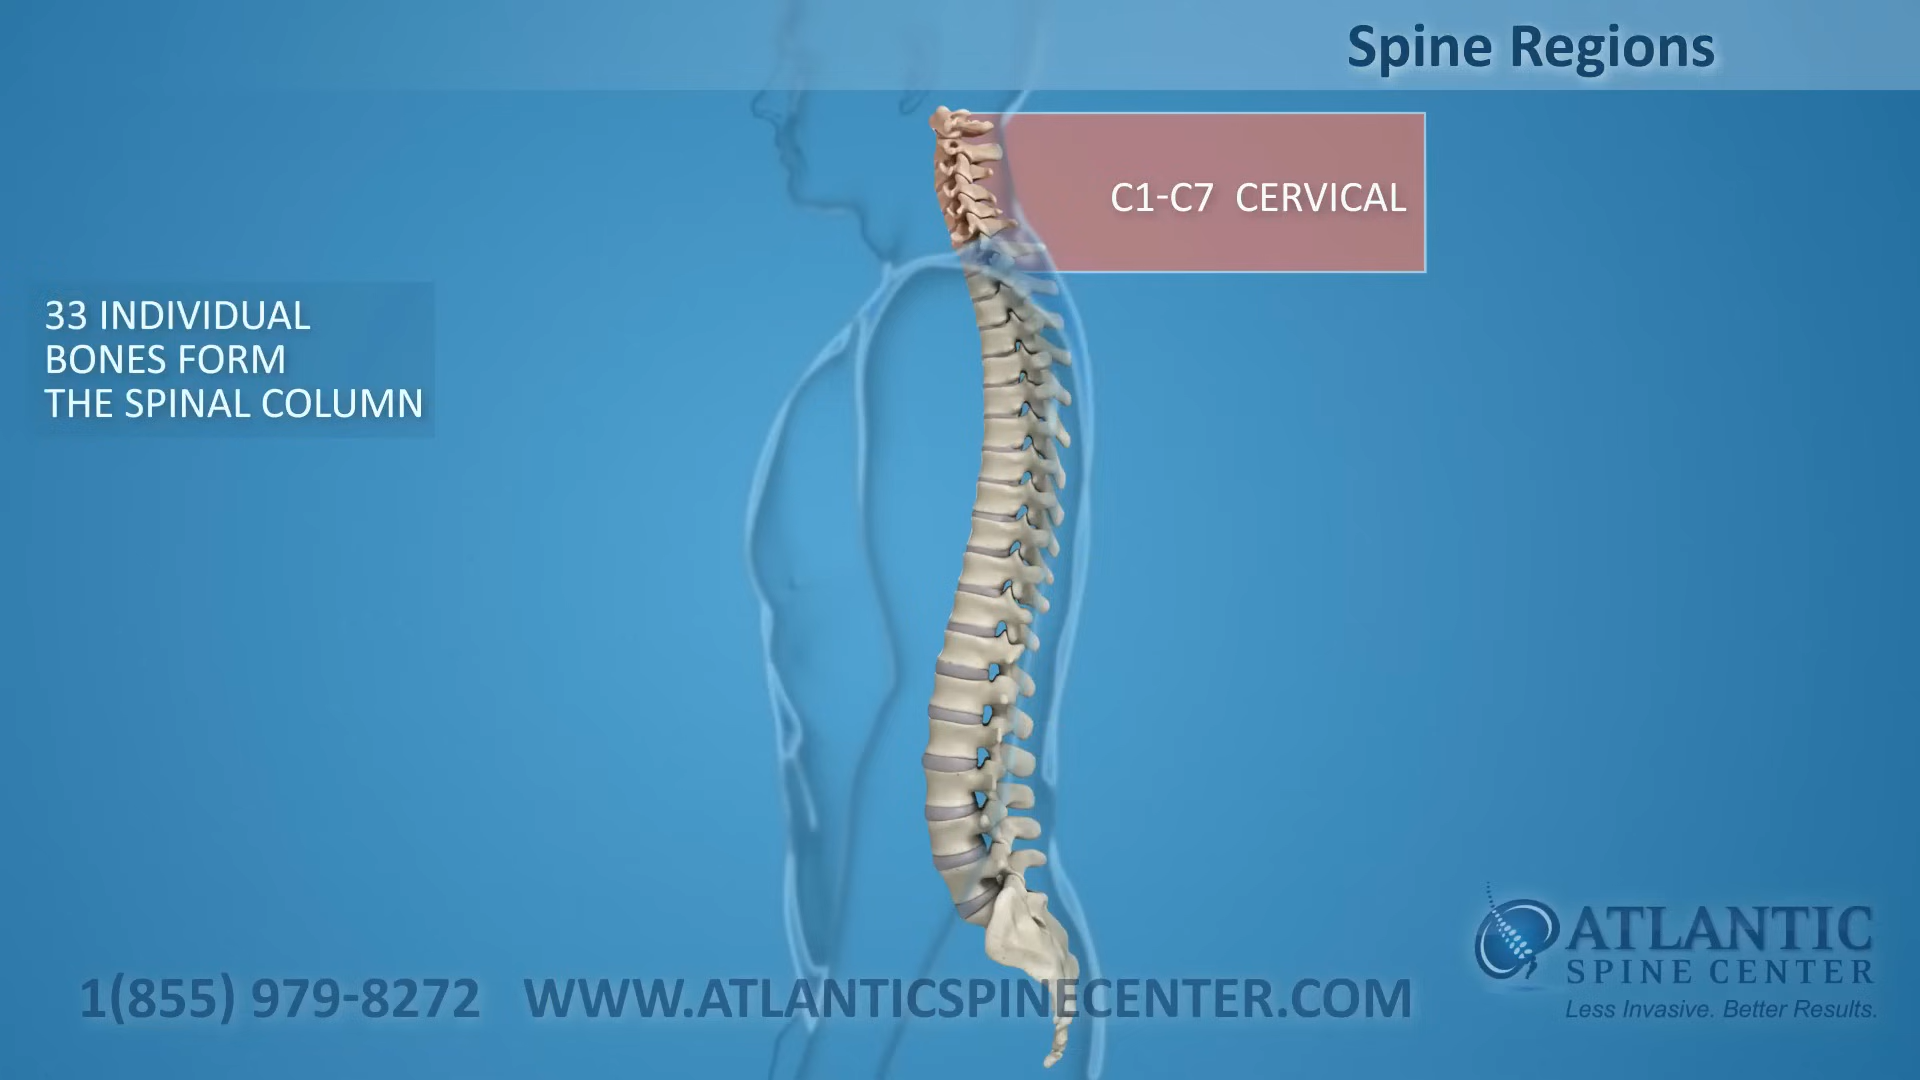 Spine Regions
C1-C7 CERVICAL
33 INDIVIDUAL
BONES FORM
THE SPINAL COLUMN
ATLANTIC
SPINE CENTER
Less Invasive. Better Results.
1(855) 979-8272 WWW.ATLANTICSPINECENTER.COM